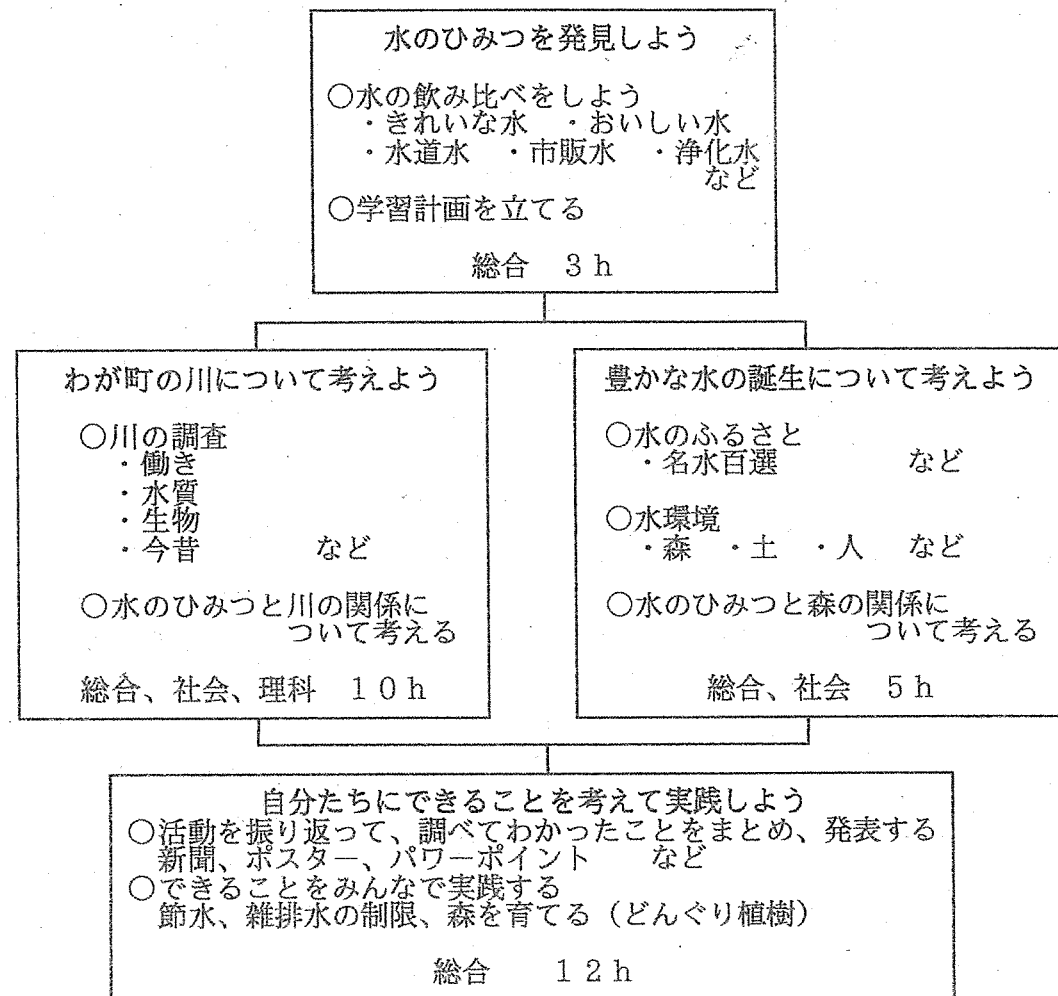 水のひみつを発見しよう
○水の飲み比べをしよう
・きれいな水 ・おいしい水
・水道水 ・市販水 ・浄化水
など
○学習計画を立てる
総合 3h
わが町の川について考えよう
○川の調査
・働き
・水質
・生物
・今昔 など
○水のひみつと川の関係に
ついて考える
総合、社会、理科 10h
豊かな水の誕生について考えよう
○水のふるさと
・名水百選 など
○水環境
・森 ・土 ・人 など
○水のひみつと森の関係に
ついて考える
総合、社会 5h
自分たちにできることを考えて実践しよう
○活動を振り返って、調べてわかったことをまとめ、発表する
新聞、ポスター、パワーポイント など
○できることをみんなで実践する
節水、雑排水の制限、森を育てる（どんぐり植樹）
総合 12h